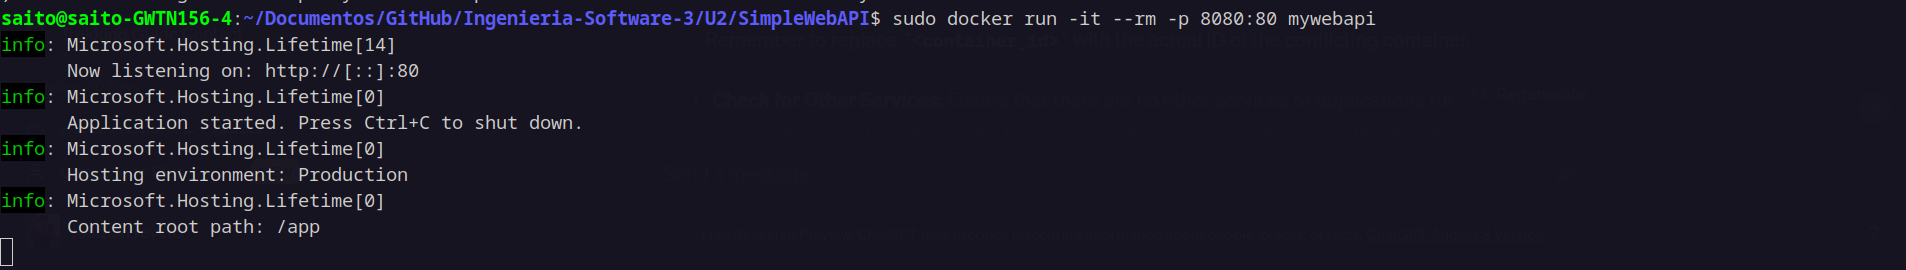 saito@saito-GWTN156-4:~/Documentos/GitHub/Ingenieria-Software-3/U2/SimpleWebAPI$ sudo docker run -it --rm -p 8080:80 mywebapi
info: Microsoft.Hosting.Lifetime[14]
      Now listening on: http://[::]:80
info: Microsoft.Hosting.Lifetime[0]
      Application started. Press Ctrl+C to shut down.
info: Microsoft.Hosting.Lifetime[0]
      Hosting environment: Production
info: Microsoft.Hosting.Lifetime[0]
      Content root path: /app